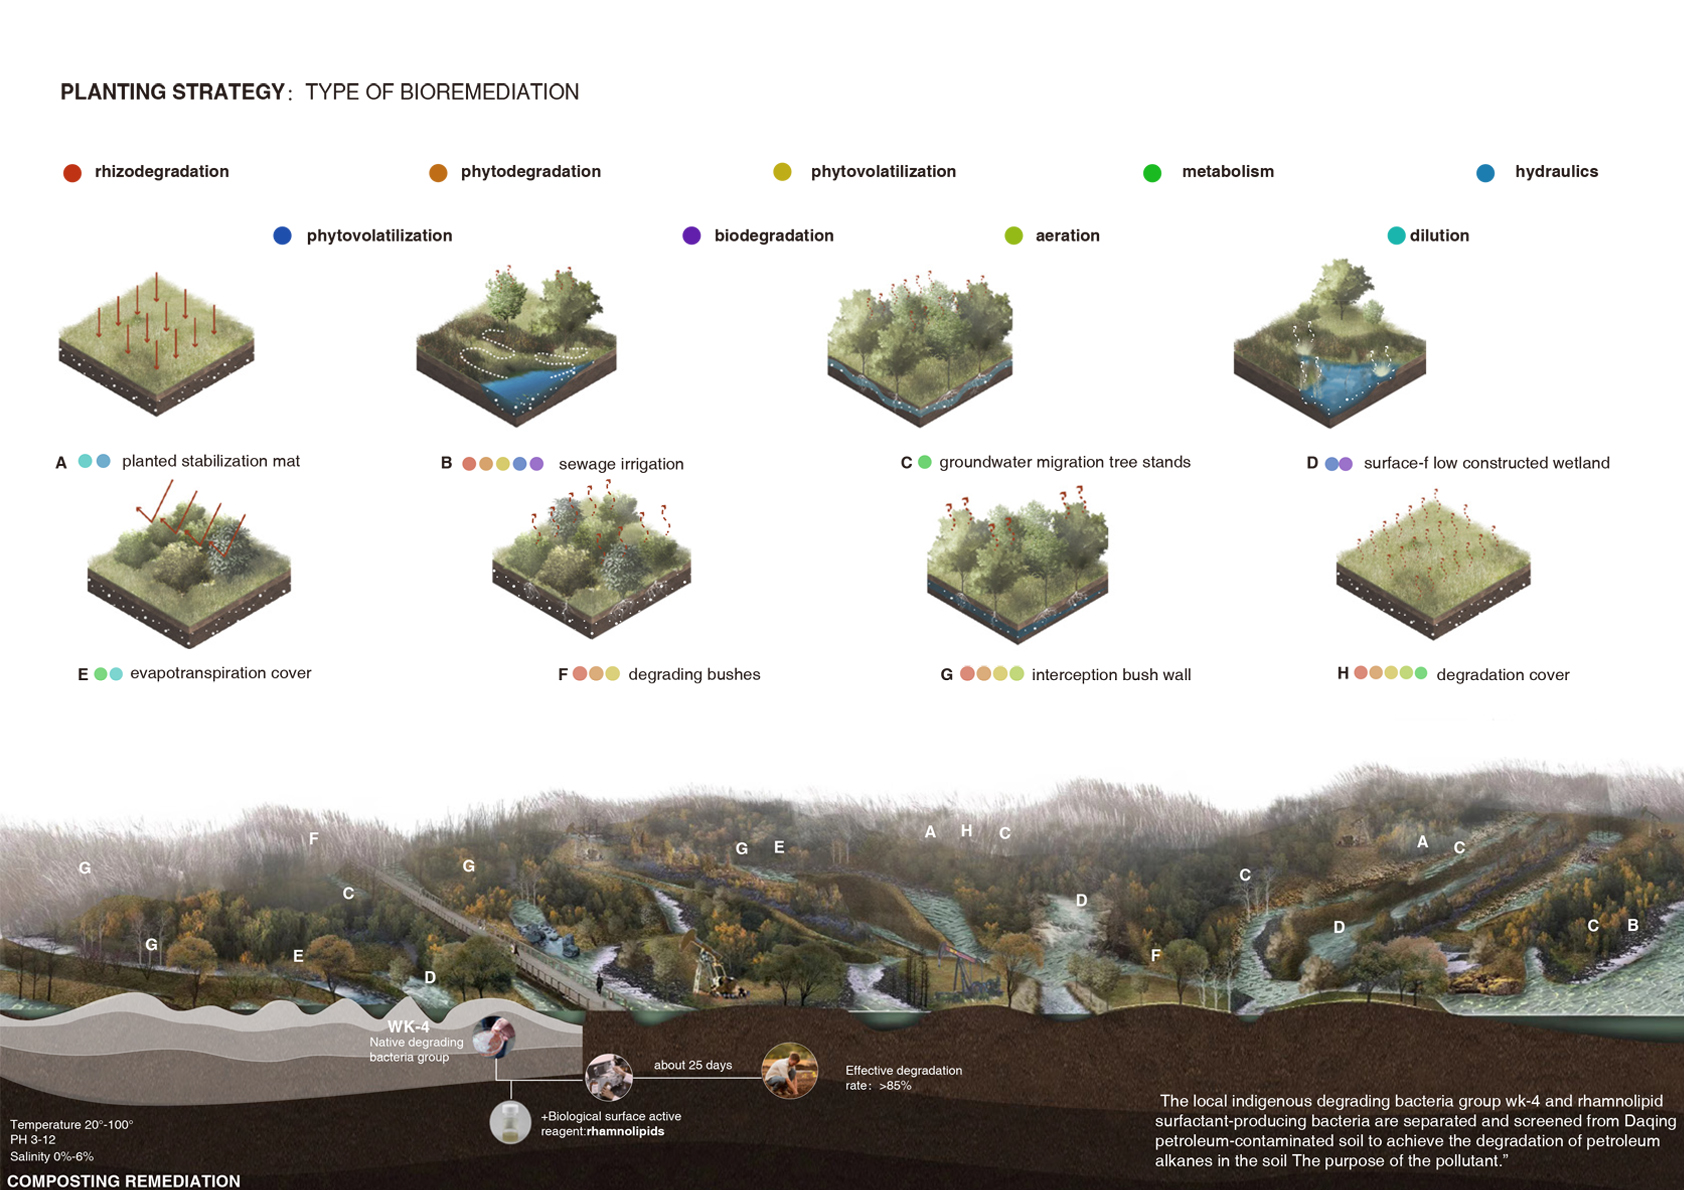 PLANTING STRATEGY: TYPE OF BIOREMEDIATION
rhizodegradation
phytodegradation
phytovolatilization
metabolism
hydraulics
phytovolatilization
biodegradation
aeration
dilution
A planted stabilization mat
B sewage irrigation
C groundwater migration tree stands
D surface-f low constructed wetland
E evapotranspiration cover
F degrading bushes
G interception bush wall
H degradation cover
A H C
F
G E
A C
G
G
C
C
D
C B
D
G
E
F
D
WK-4
Native degrading
bacteria group
about 25 days
Effective degradation
rate: >85%
+Biological surface active
reagent:rhamnolipids
Temperature 20°-100°
PH 3-12
Salinity 0%-6%
COMPOSTING REMEDIATION
The local indigenous degrading bacteria group wk-4 and rhamnolipid
surfactant-producing bacteria are separated and screened from Daqing
petroleum-contaminated soil to achieve the degradation of petroleum
alkanes in the soil The purpose of the pollutant.”